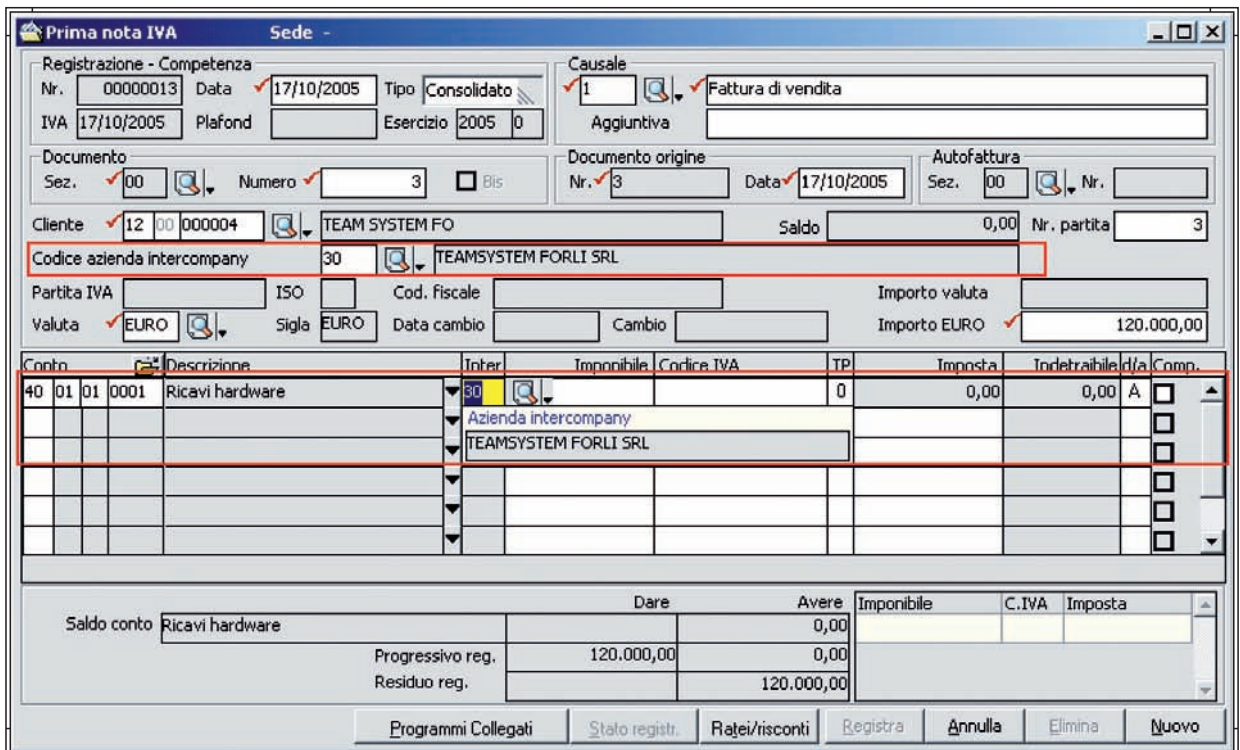 Prima nota IVA Sede -
Registrazione - Competenza Causale
Nr. 00000013 Data 17/10/2005 Tipo Consolidato 1 Fattura di vendita
IVA 17/10/2005 Plafond Esercizio 2005 0 Aggiuntiva
Documento Documento origine Autofattura
Sez. 00 Numero 3 Bis Nr. 3 Data 17/10/2005 Sez. 00 Nr.
Cliente 12 00 000004 TEAM SYSTEM FO Saldo 0,00 Nr. partita 3
Codice azienda intercompany 30 TEAMSYSTEM FORLI SRL
Partita IVA ISO Cod. fiscale Importo valuta
Valuta EURO Sigla EURO Data cambio Cambio Importo EURO 120.000,00
Conto Descrizione Inter Imponibile Codice IVA TP Imposta Indetraibile d/a Comp.
40 01 01 0001 Ricavi hardware 30 0 0,00 0,00 A
Azienda intercompany
TEAMSYSTEM FORLI SRL
Dare Avere Imponibile C.IVA Imposta
Saldo conto Ricavi hardware 0,00
Progressivo reg. 120.000,00 0,00
Residuo reg. 120.000,00
Programmi Collegati Stato registr. Ratei/risconti Registra Annulla Elimina Nuovo